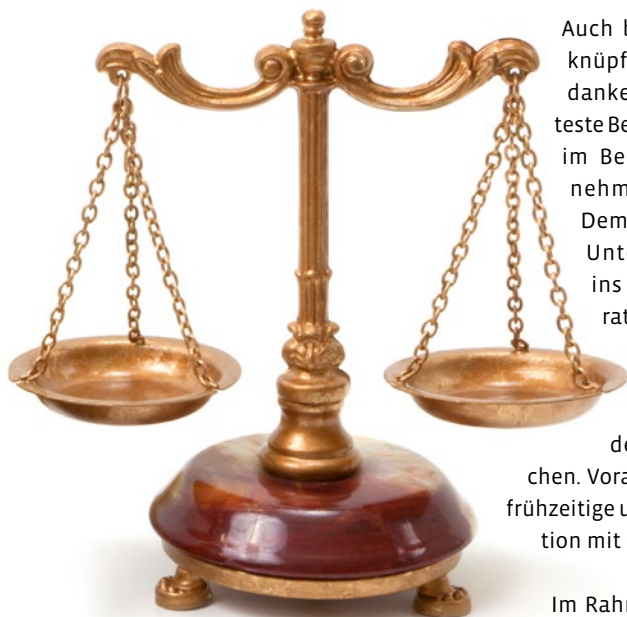 Auch
knüpf
danke
teste Be
im Be
nehm
Dem
Unt
ins
rat
de
chen. Vora
frühzeitige u
tion mit
Im Rahm